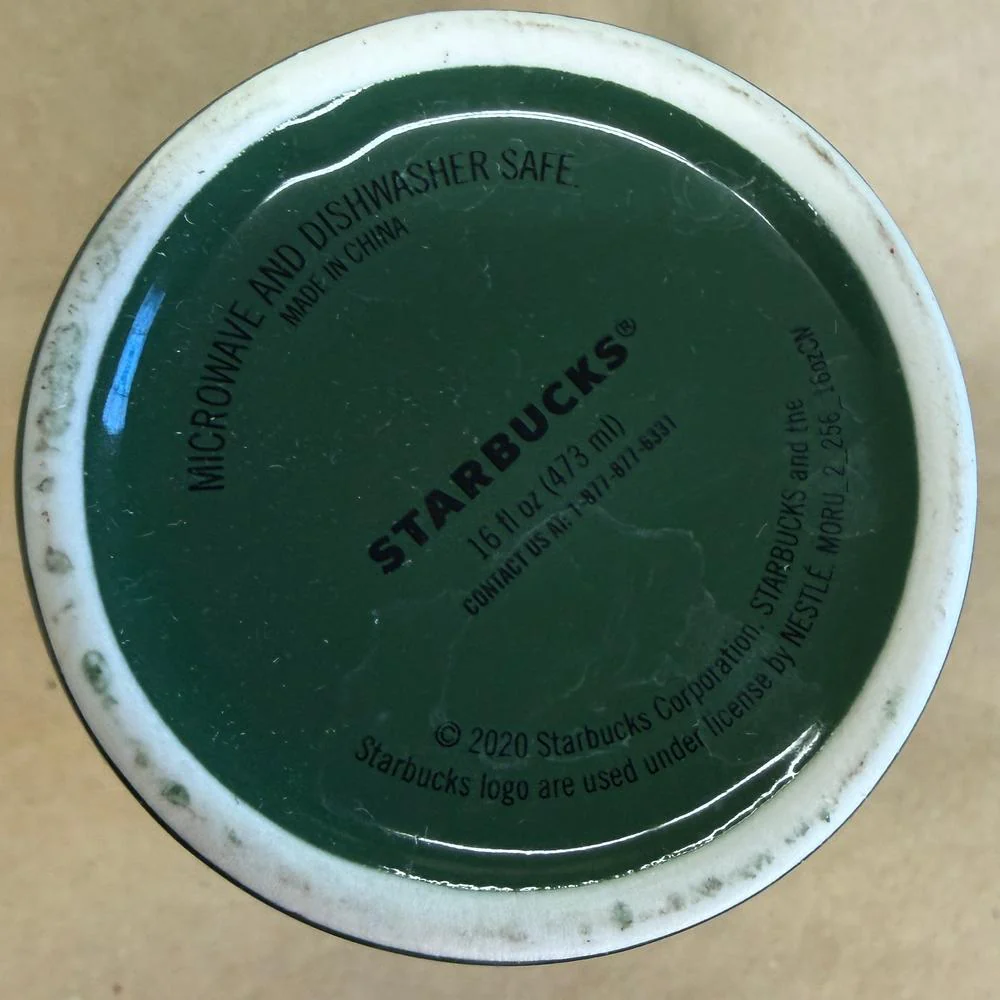 MICROWAVE AND DISHWASHER SAFE.
MADE IN CHINA
STARBUCKS®
16 fl oz (473 ml)
CONTACT US At: 1-877-877-6331
© 2020 Starbucks Corporation. STARBUCKS and the
Starbucks logo are used under license by NESTLÉ. MORU_2_256_16ozCN